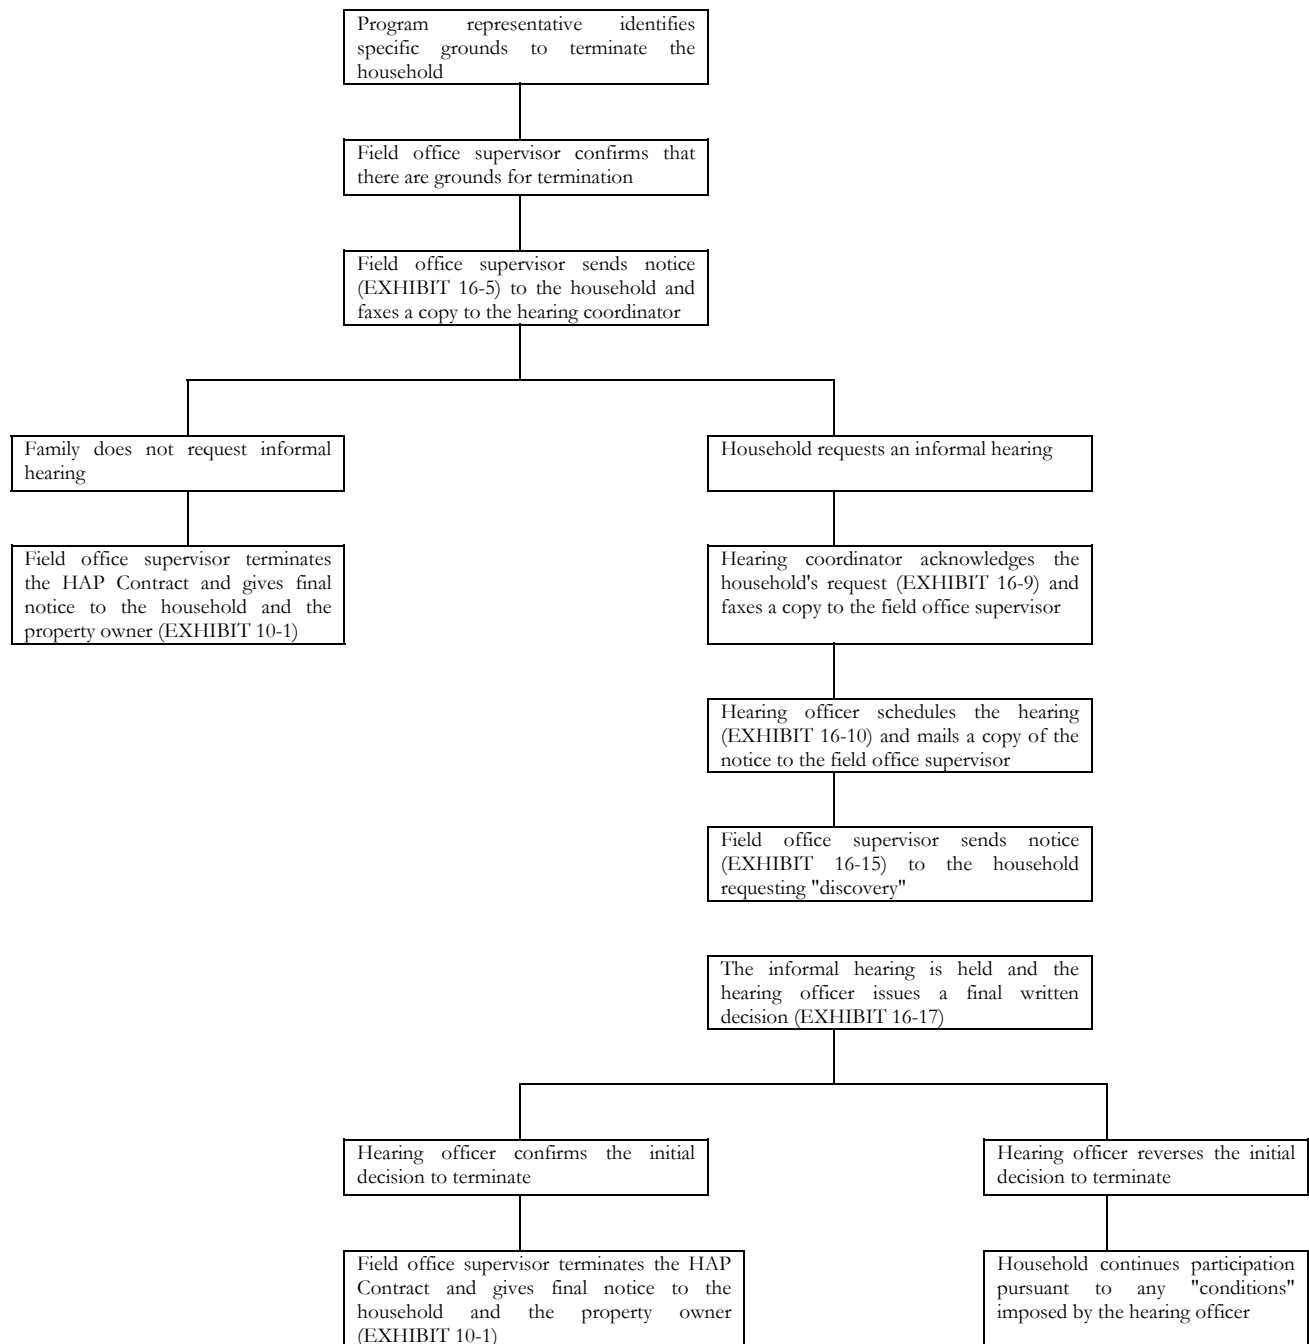 Program representative identifies
specific grounds to terminate the
household
Field office supervisor confirms that
there are grounds for termination
Field office supervisor sends notice
(EXHIBIT 16-5) to the household and
faxes a copy to the hearing coordinator
Family does not request informal
hearing
Household requests an informal hearing
Field office supervisor terminates
the HAP Contract and gives final
notice to the household and the
property owner (EXHIBIT 10-1)
Hearing coordinator acknowledges the
household's request (EXHIBIT 16-9) and
faxes a copy to the field office supervisor
Hearing officer schedules the hearing
(EXHIBIT 16-10) and mails a copy of the
notice to the field office supervisor
Field office supervisor sends notice
(EXHIBIT 16-15) to the household
requesting "discovery"
The informal hearing is held and the
hearing officer issues a final written
decision (EXHIBIT 16-17)
Hearing officer confirms the initial
decision to terminate
Hearing officer reverses the initial
decision to terminate
Field office supervisor terminates the HAP
Contract and gives final notice to the
household and the property owner
(EXHIBIT 10-1)
Household continues participation
pursuant to any "conditions"
imposed by the hearing officer